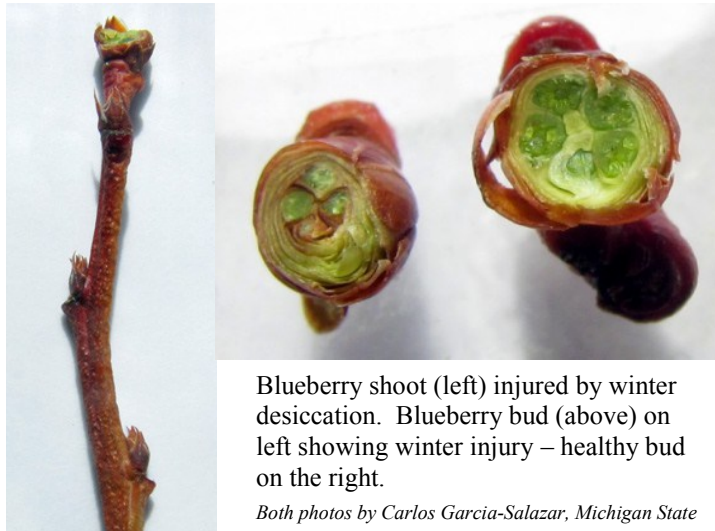 Blueberry shoot (left) injured by winter
desiccation.  Blueberry bud (above) on
left showing winter injury – healthy bud
on the right.
Both photos by Carlos Garcia-Salazar, Michigan State